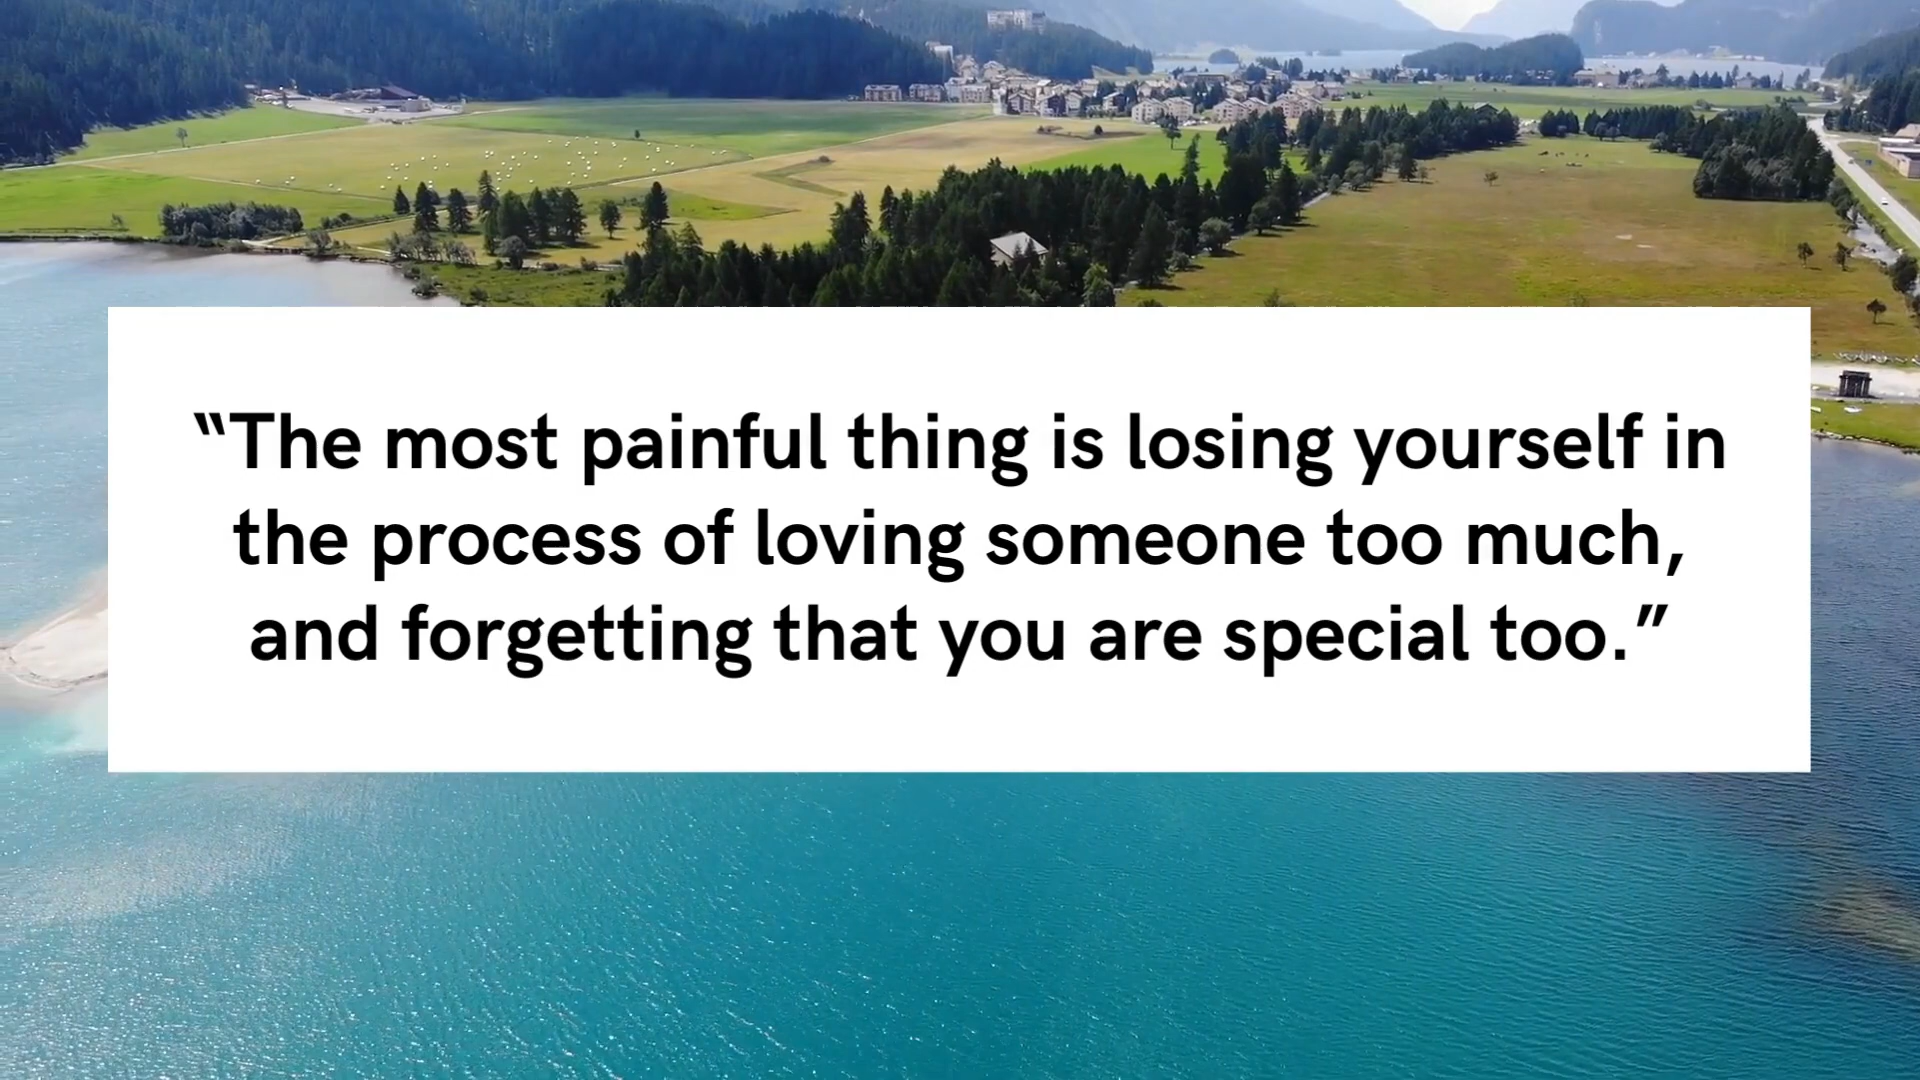 “The most painful thing is losing yourself in
the process of loving someone too much,
and forgetting that you are special too.”